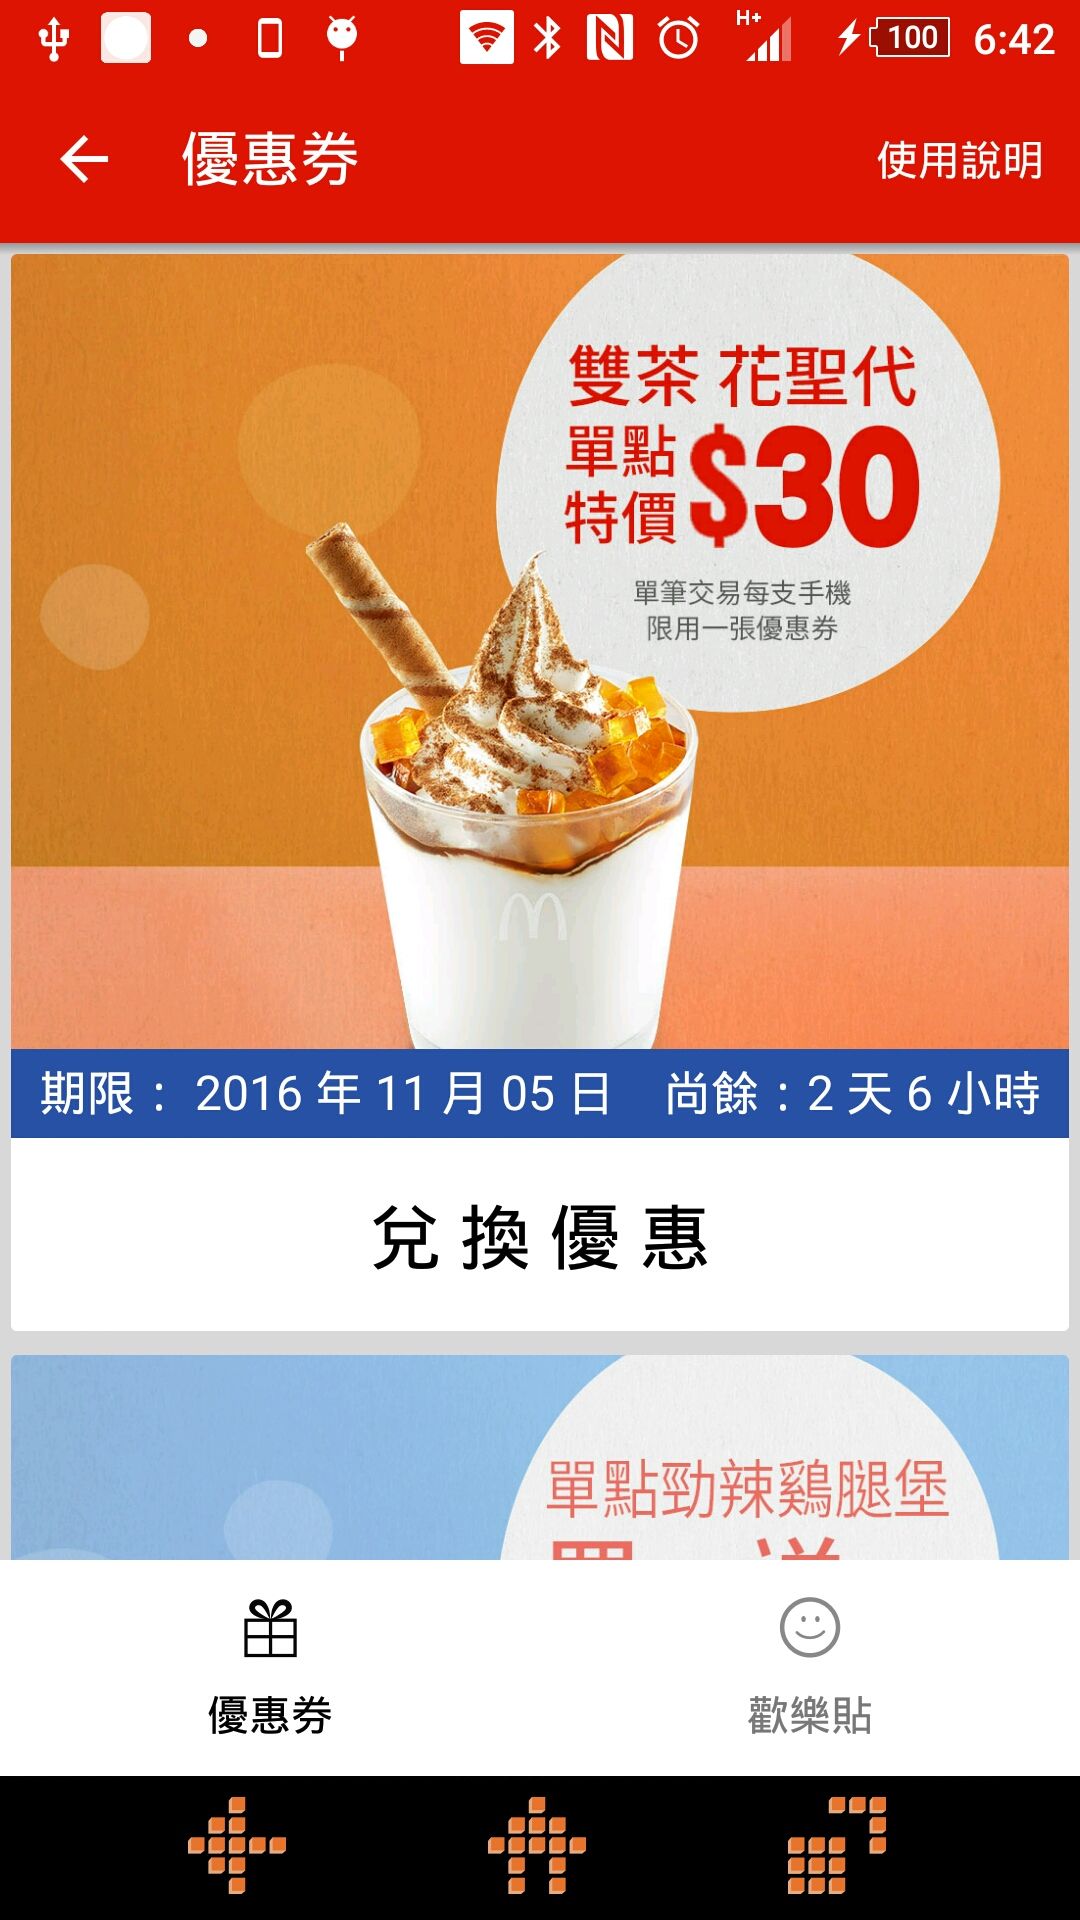 H+
100
6:42
優惠券
使用說明
雙茶 花聖代
單點
特價
$30
單筆交易每支手機
限用一張優惠券
期限： 2016 年 11 月 05 日
尚餘：2 天 6 小時
兌 換 優 惠
單點勁辣鷄腿堡
優惠券
歡樂貼